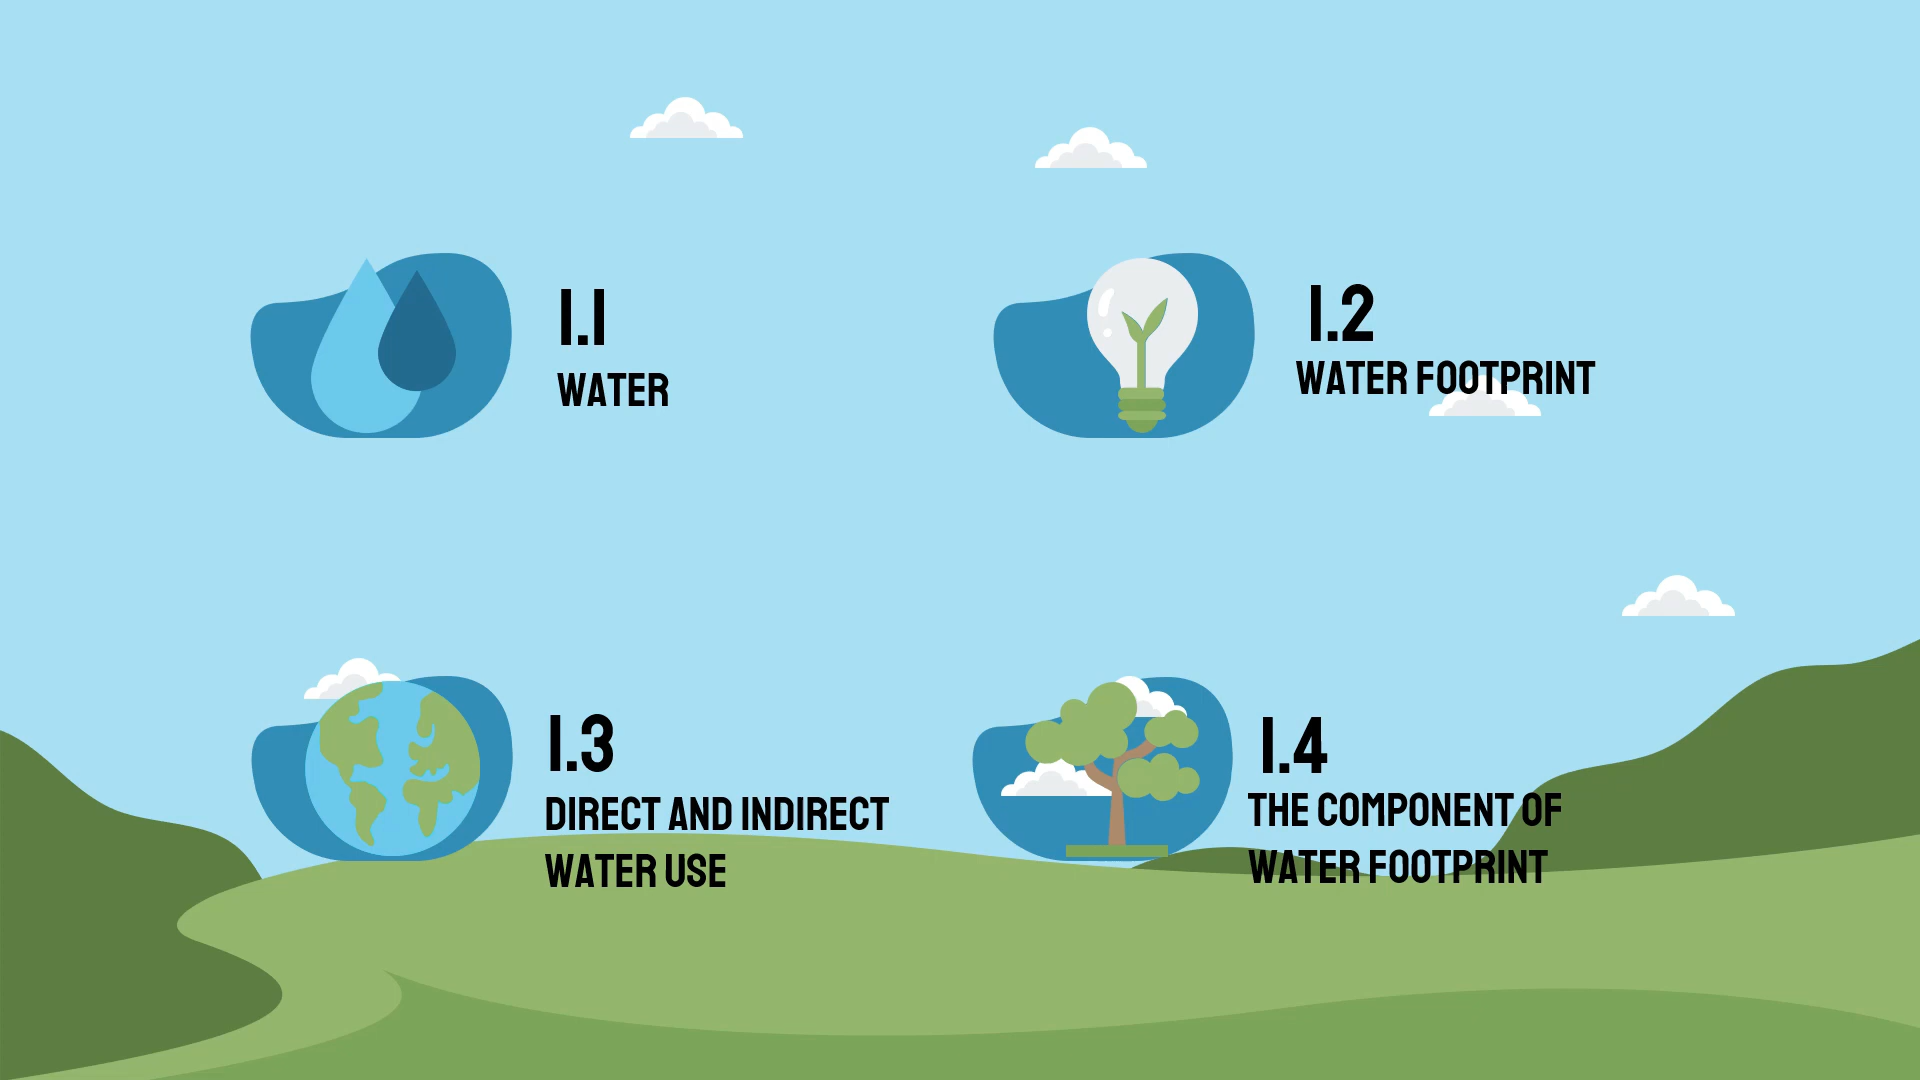 1.1
WATER
1.2
WATER FOOTPRINT
1.3
DIRECT AND INDIRECT
WATER USE
1.4
THE COMPONENT OF
WATER FOOTPRINT